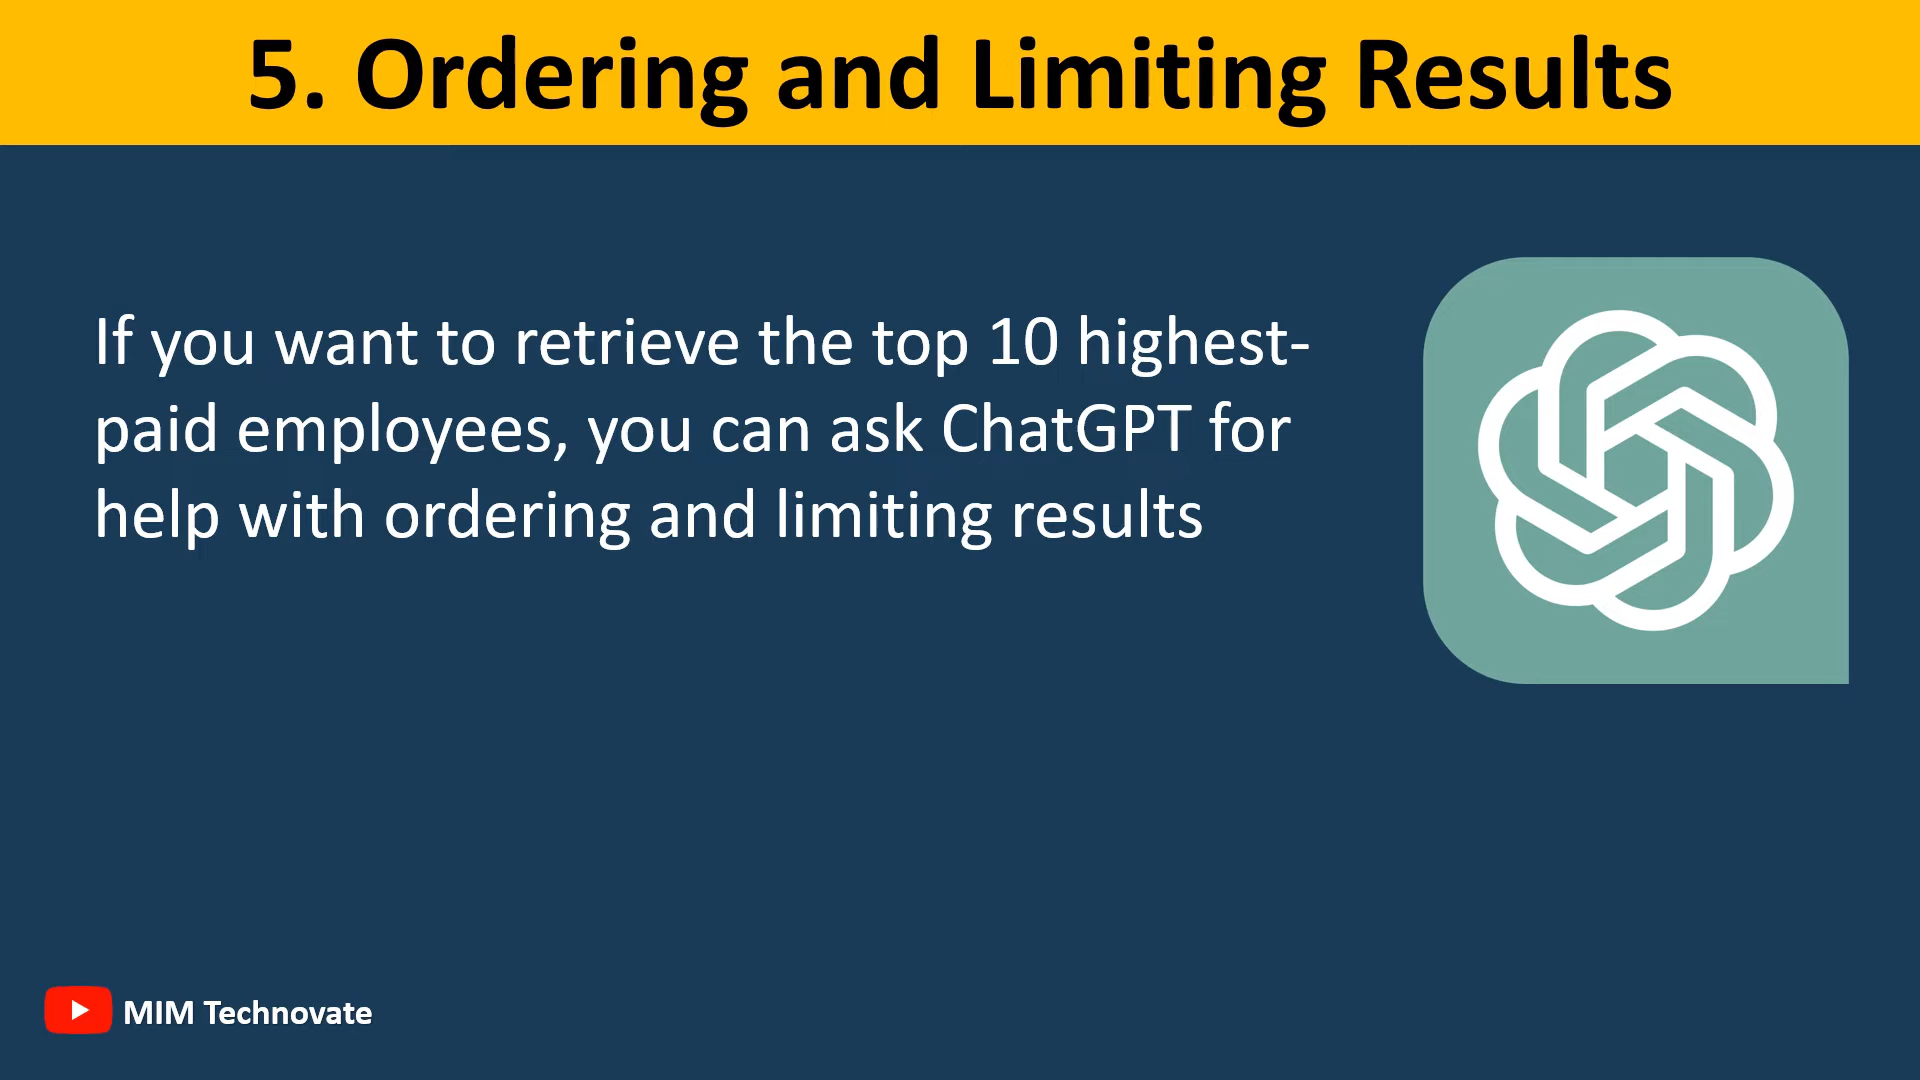 5. Ordering and Limiting Results
If you want to retrieve the top 10 highest-
paid employees, you can ask ChatGPT for
help with ordering and limiting results
MIM Technovate